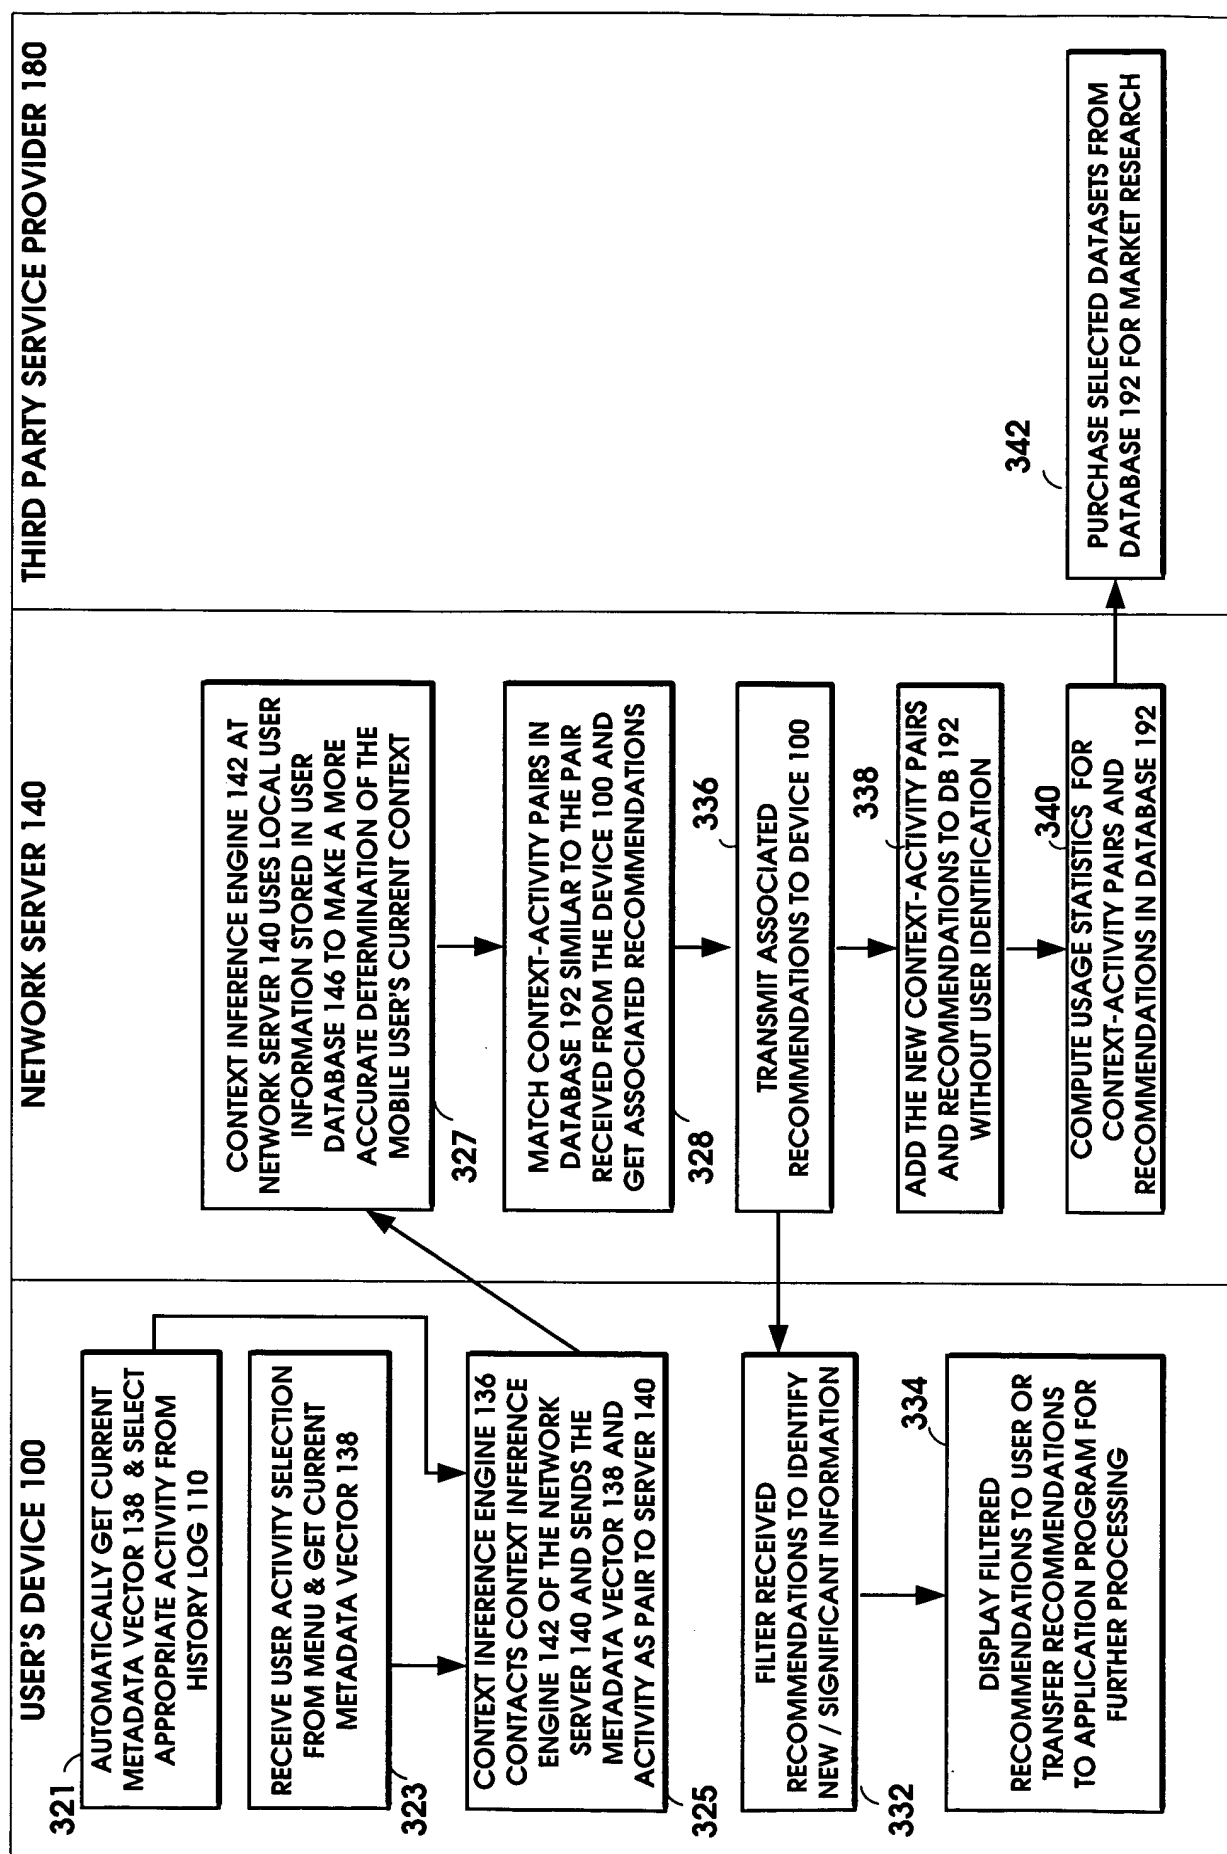 USER'S DEVICE 100
321
AUTOMATICALLY GET CURRENT
METADATA VECTOR 138 & SELECT
APPROPRIATE ACTIVITY FROM
HISTORY LOG 110
RECEIVE USER ACTIVITY SELECTION
FROM MENU & GET CURRENT
METADATA VECTOR 138
323
CONTEXT INFERENCE ENGINE 136
CONTACTS CONTEXT INFERENCE
ENGINE 142 OF THE NETWORK
SERVER 140 AND SENDS THE
METADATA VECTOR 138 AND
ACTIVITY AS PAIR TO SERVER 140
325
FILTER RECEIVED
RECOMMENDATIONS TO IDENTIFY
NEW / SIGNIFICANT INFORMATION
332
334
DISPLAY FILTERED
RECOMMENDATIONS TO USER OR
TRANSFER RECOMMENDATIONS
TO APPLICATION PROGRAM FOR
FURTHER PROCESSING
NETWORK SERVER 140
CONTEXT INFERENCE ENGINE 142 AT
NETWORK SERVER 140 USES LOCAL USER
INFORMATION STORED IN USER
DATABASE 146 TO MAKE A MORE
ACCURATE DETERMINATION OF THE
MOBILE USER'S CURRENT CONTEXT
327
MATCH CONTEXT-ACTIVITY PAIRS IN
DATABASE 192 SIMILAR TO THE PAIR
RECEIVED FROM THE DEVICE 100 AND
GET ASSOCIATED RECOMMENDATIONS
328
336
TRANSMIT ASSOCIATED
RECOMMENDATIONS TO DEVICE 100
338
ADD THE NEW CONTEXT-ACTIVITY PAIRS
AND RECOMMENDATIONS TO DB 192
WITHOUT USER IDENTIFICATION
340
COMPUTE USAGE STATISTICS FOR
CONTEXT-ACTIVITY PAIRS AND
RECOMMENDATIONS IN DATABASE 192
THIRD PARTY SERVICE PROVIDER 180
342
PURCHASE SELECTED DATASETS FROM
DATABASE 192 FOR MARKET RESEARCH